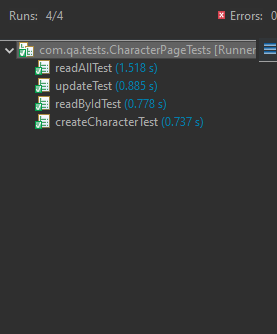 Runs: 4/4 Errors: 0
com.qa.tests.CharacterPageTests [Runner
readAllTest (1.518 s)
updateTest (0.885 s)
readByIdTest (0.778 s)
createCharacterTest (0.737 s)